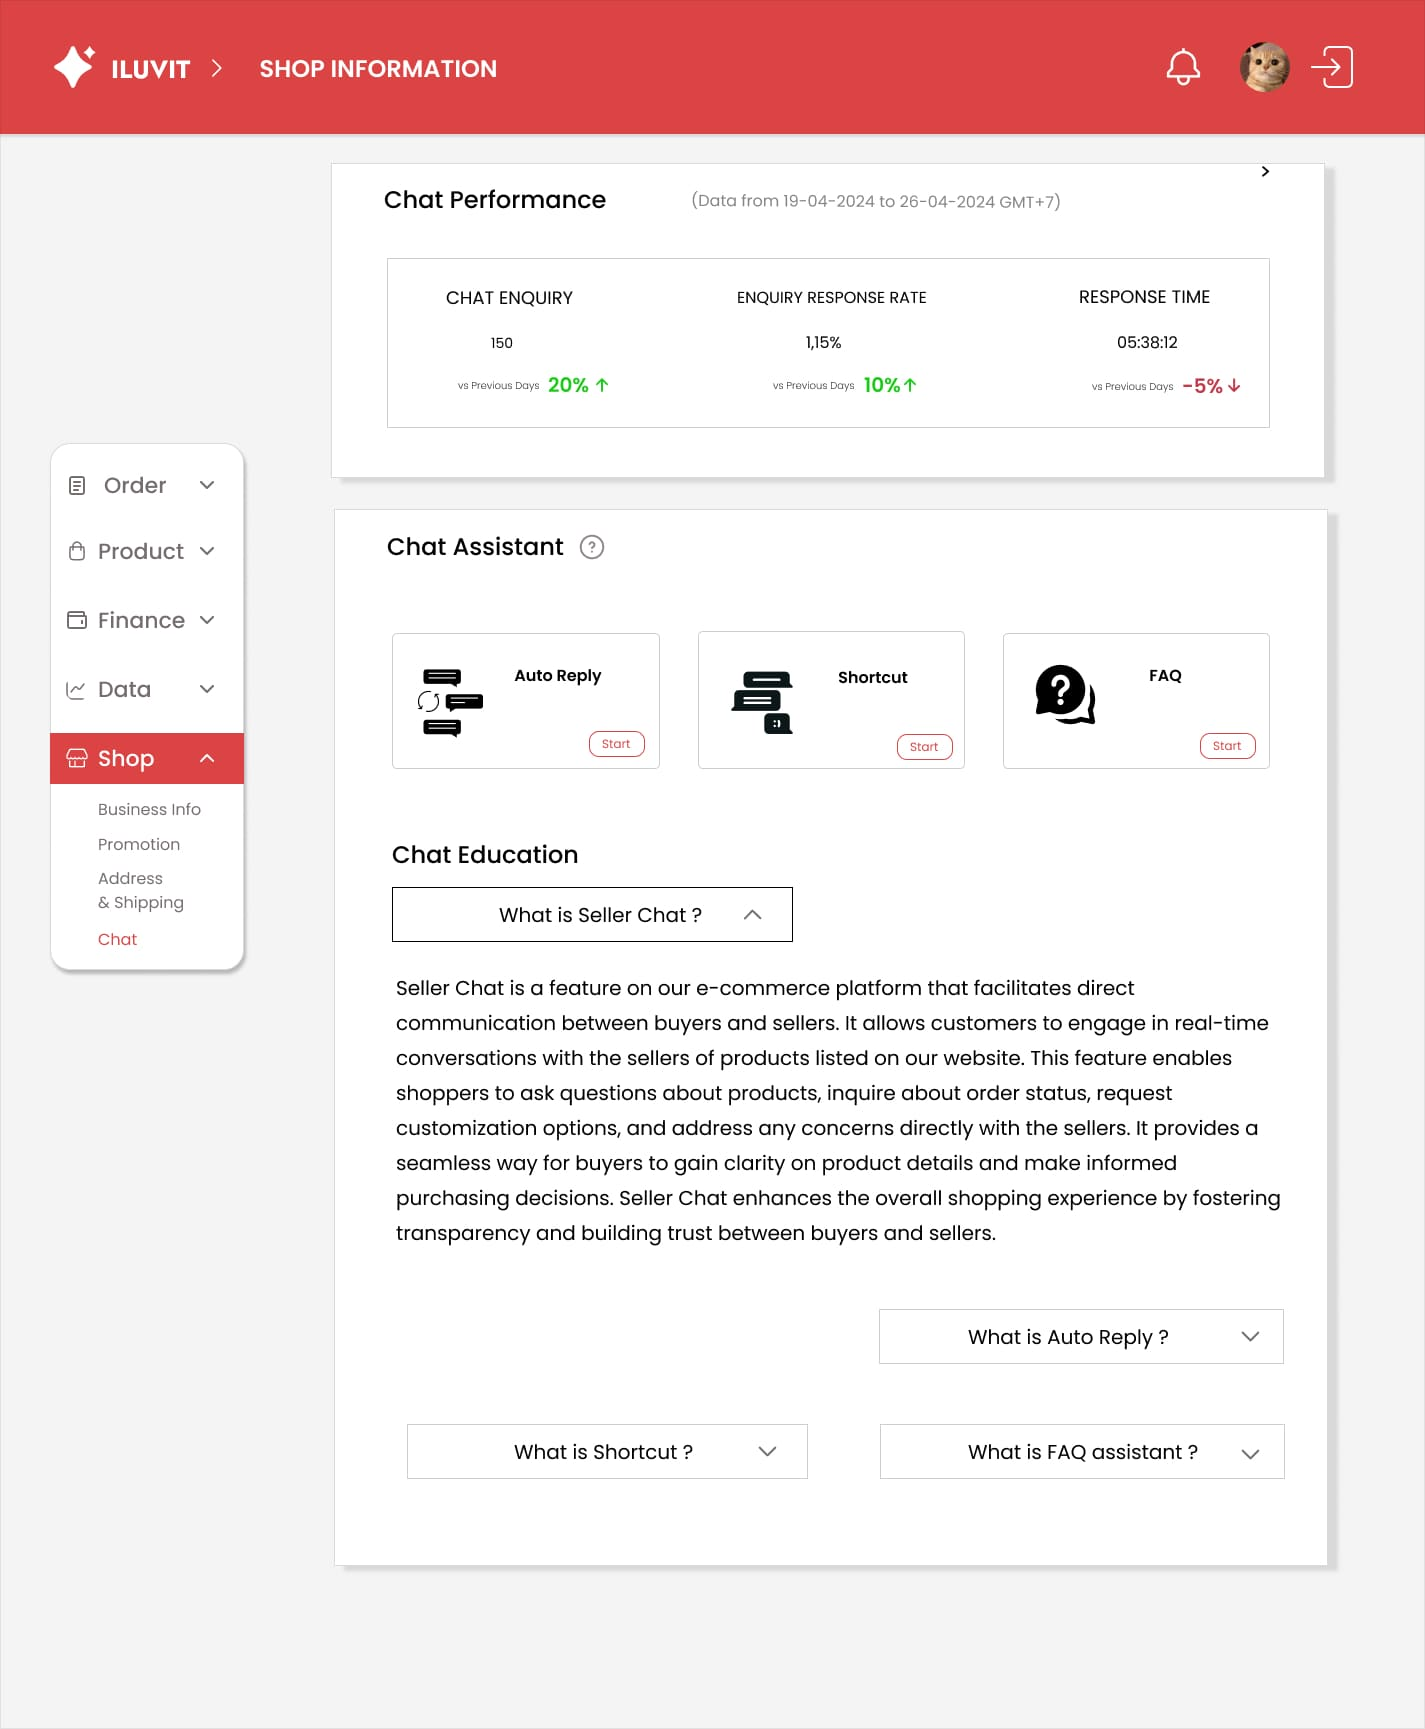 ILUVIT
SHOP INFORMATION
Chat Performance
(Data from 19-04-2024 to 26-04-2024 GMT+7)
CHAT ENQUIRY
150
vs Previous Days 20%
ENQUIRY RESPONSE RATE
1,15%
vs Previous Days 10%
RESPONSE TIME
05:38:12
vs Previous Days -5%
Order
Product
Finance
Data
Shop
Business Info
Promotion
Address
& Shipping
Chat
Chat Assistant ?
Auto Reply
Start
Shortcut
Start
FAQ
Start
Chat Education
What is Seller Chat ?
Seller Chat is a feature on our e-commerce platform that facilitates direct
communication between buyers and sellers. It allows customers to engage in real-time
conversations with the sellers of products listed on our website. This feature enables
shoppers to ask questions about products, inquire about order status, request
customization options, and address any concerns directly with the sellers. It provides a
seamless way for buyers to gain clarity on product details and make informed
purchasing decisions. Seller Chat enhances the overall shopping experience by fostering
transparency and building trust between buyers and sellers.
What is Auto Reply ?
What is Shortcut ?
What is FAQ assistant ?